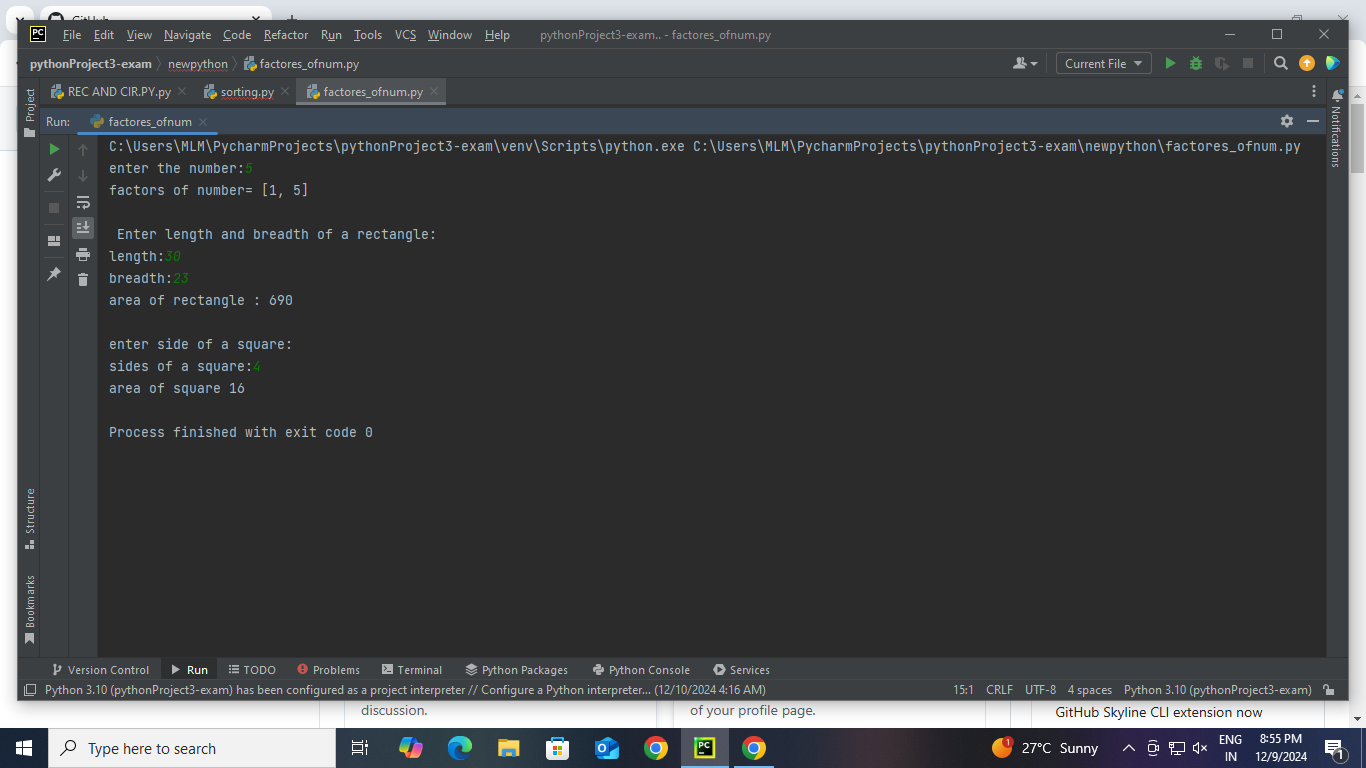 GitHub
PC File Edit View Navigate Code Refactor Run Tools VCS Window Help pythonProject3-exam.. - factores_ofnum.py
pythonProject3-exam newpython factores_ofnum.py Current File
Project REC AND CIR.PY.py sorting.py factores_ofnum.py Notifications
Run: factores_ofnum
C:\Users\MLM\PycharmProjects\pythonProject3-exam\venv\Scripts\python.exe C:\Users\MLM\PycharmProjects\pythonProject3-exam\newpython\factores_ofnum.py
enter the number:5
factors of number= [1, 5]
Enter length and breadth of a rectangle:
length:30
breadth:23
area of rectangle : 690
enter side of a square:
sides of a square:4
area of square 16
Process finished with exit code 0
Structure
Bookmarks
Version Control Run TODO Problems Terminal Python Packages Python Console Services
Python 3.10 (pythonProject3-exam) has been configured as a project interpreter // Configure a Python interpreter... (12/10/2024 4:16 AM) 15:1 CRLF UTF-8 4 spaces Python 3.10 (pythonProject3-exam)
discussion. of your profile page. GitHub Skyline CLI extension now
Type here to search PC 1 27°C Sunny ENG 8:55 PM
IN 12/9/2024 1